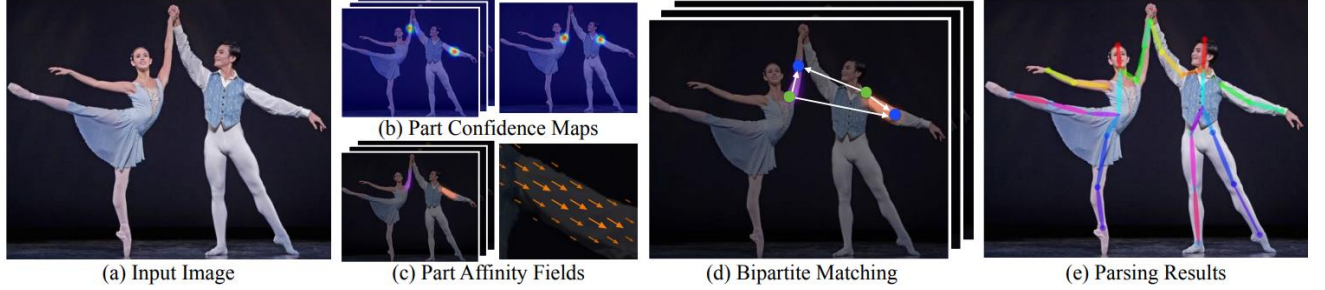 (b) Part Confidence Maps
(a) Input Image
(c) Part Affinity Fields
(d) Bipartite Matching
(e) Parsing Results